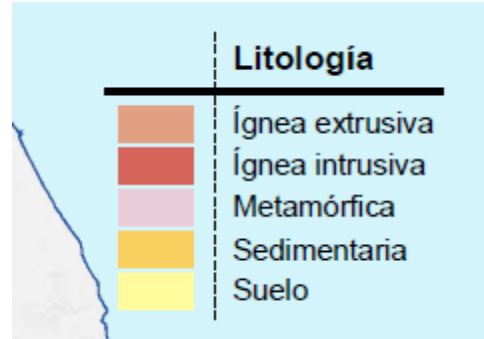 Litología
Ígnea extrusiva
Ígnea intrusiva
Metamórfica
Sedimentaria
Suelo